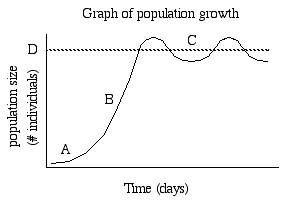 Graph of population growth
D
C
B
A
population size
(# individuals)
Time (days)